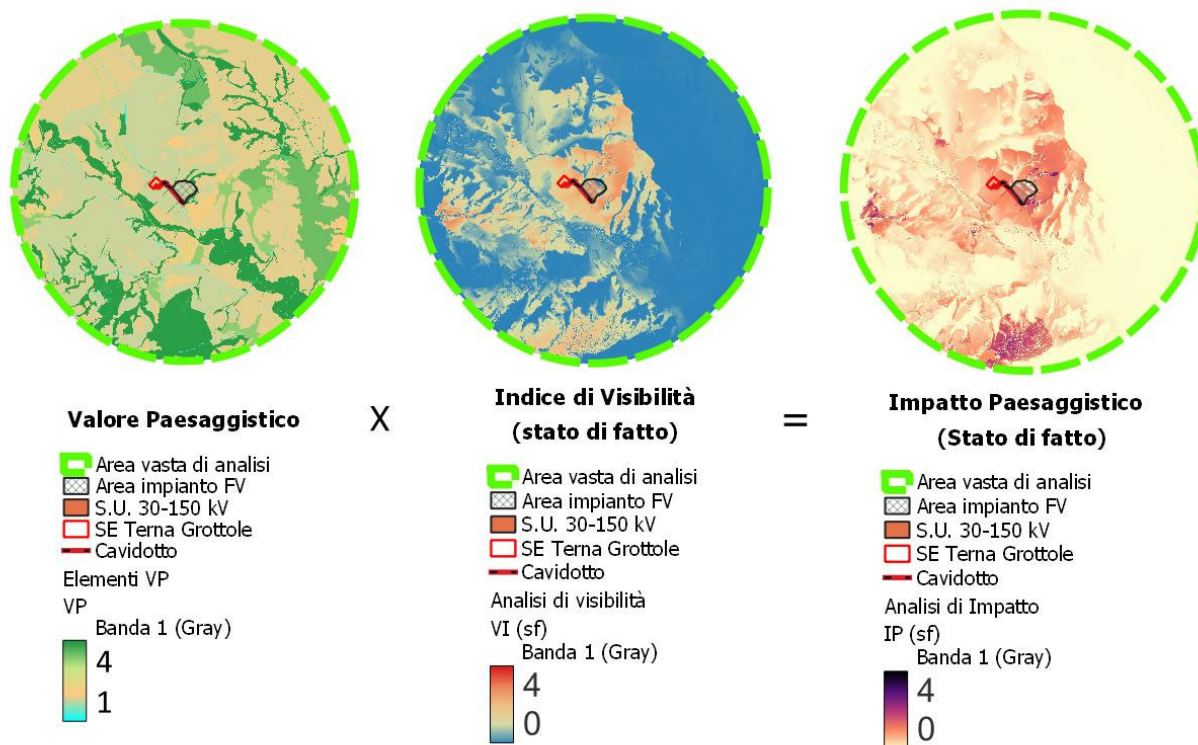 Valore Paesaggistico
Area vasta di analisi
Area impianto FV
S.U. 30-150 kV
SE Terna Grottole
Cavidotto
Elementi VP
VP
Banda 1 (Gray)
4
1
X
Indice di Visibilità
(stato di fatto)
Area vasta di analisi
Area impianto FV
S.U. 30-150 kV
SE Terna Grottole
Cavidotto
Analisi di visibilità
VI (sf)
Banda 1 (Gray)
4
0
=
Impatto Paesaggistico
(Stato di fatto)
Area vasta di analisi
Area impianto FV
S.U. 30-150 kV
SE Terna Grottole
Cavidotto
Analisi di Impatto
IP (sf)
Banda 1 (Gray)
4
0